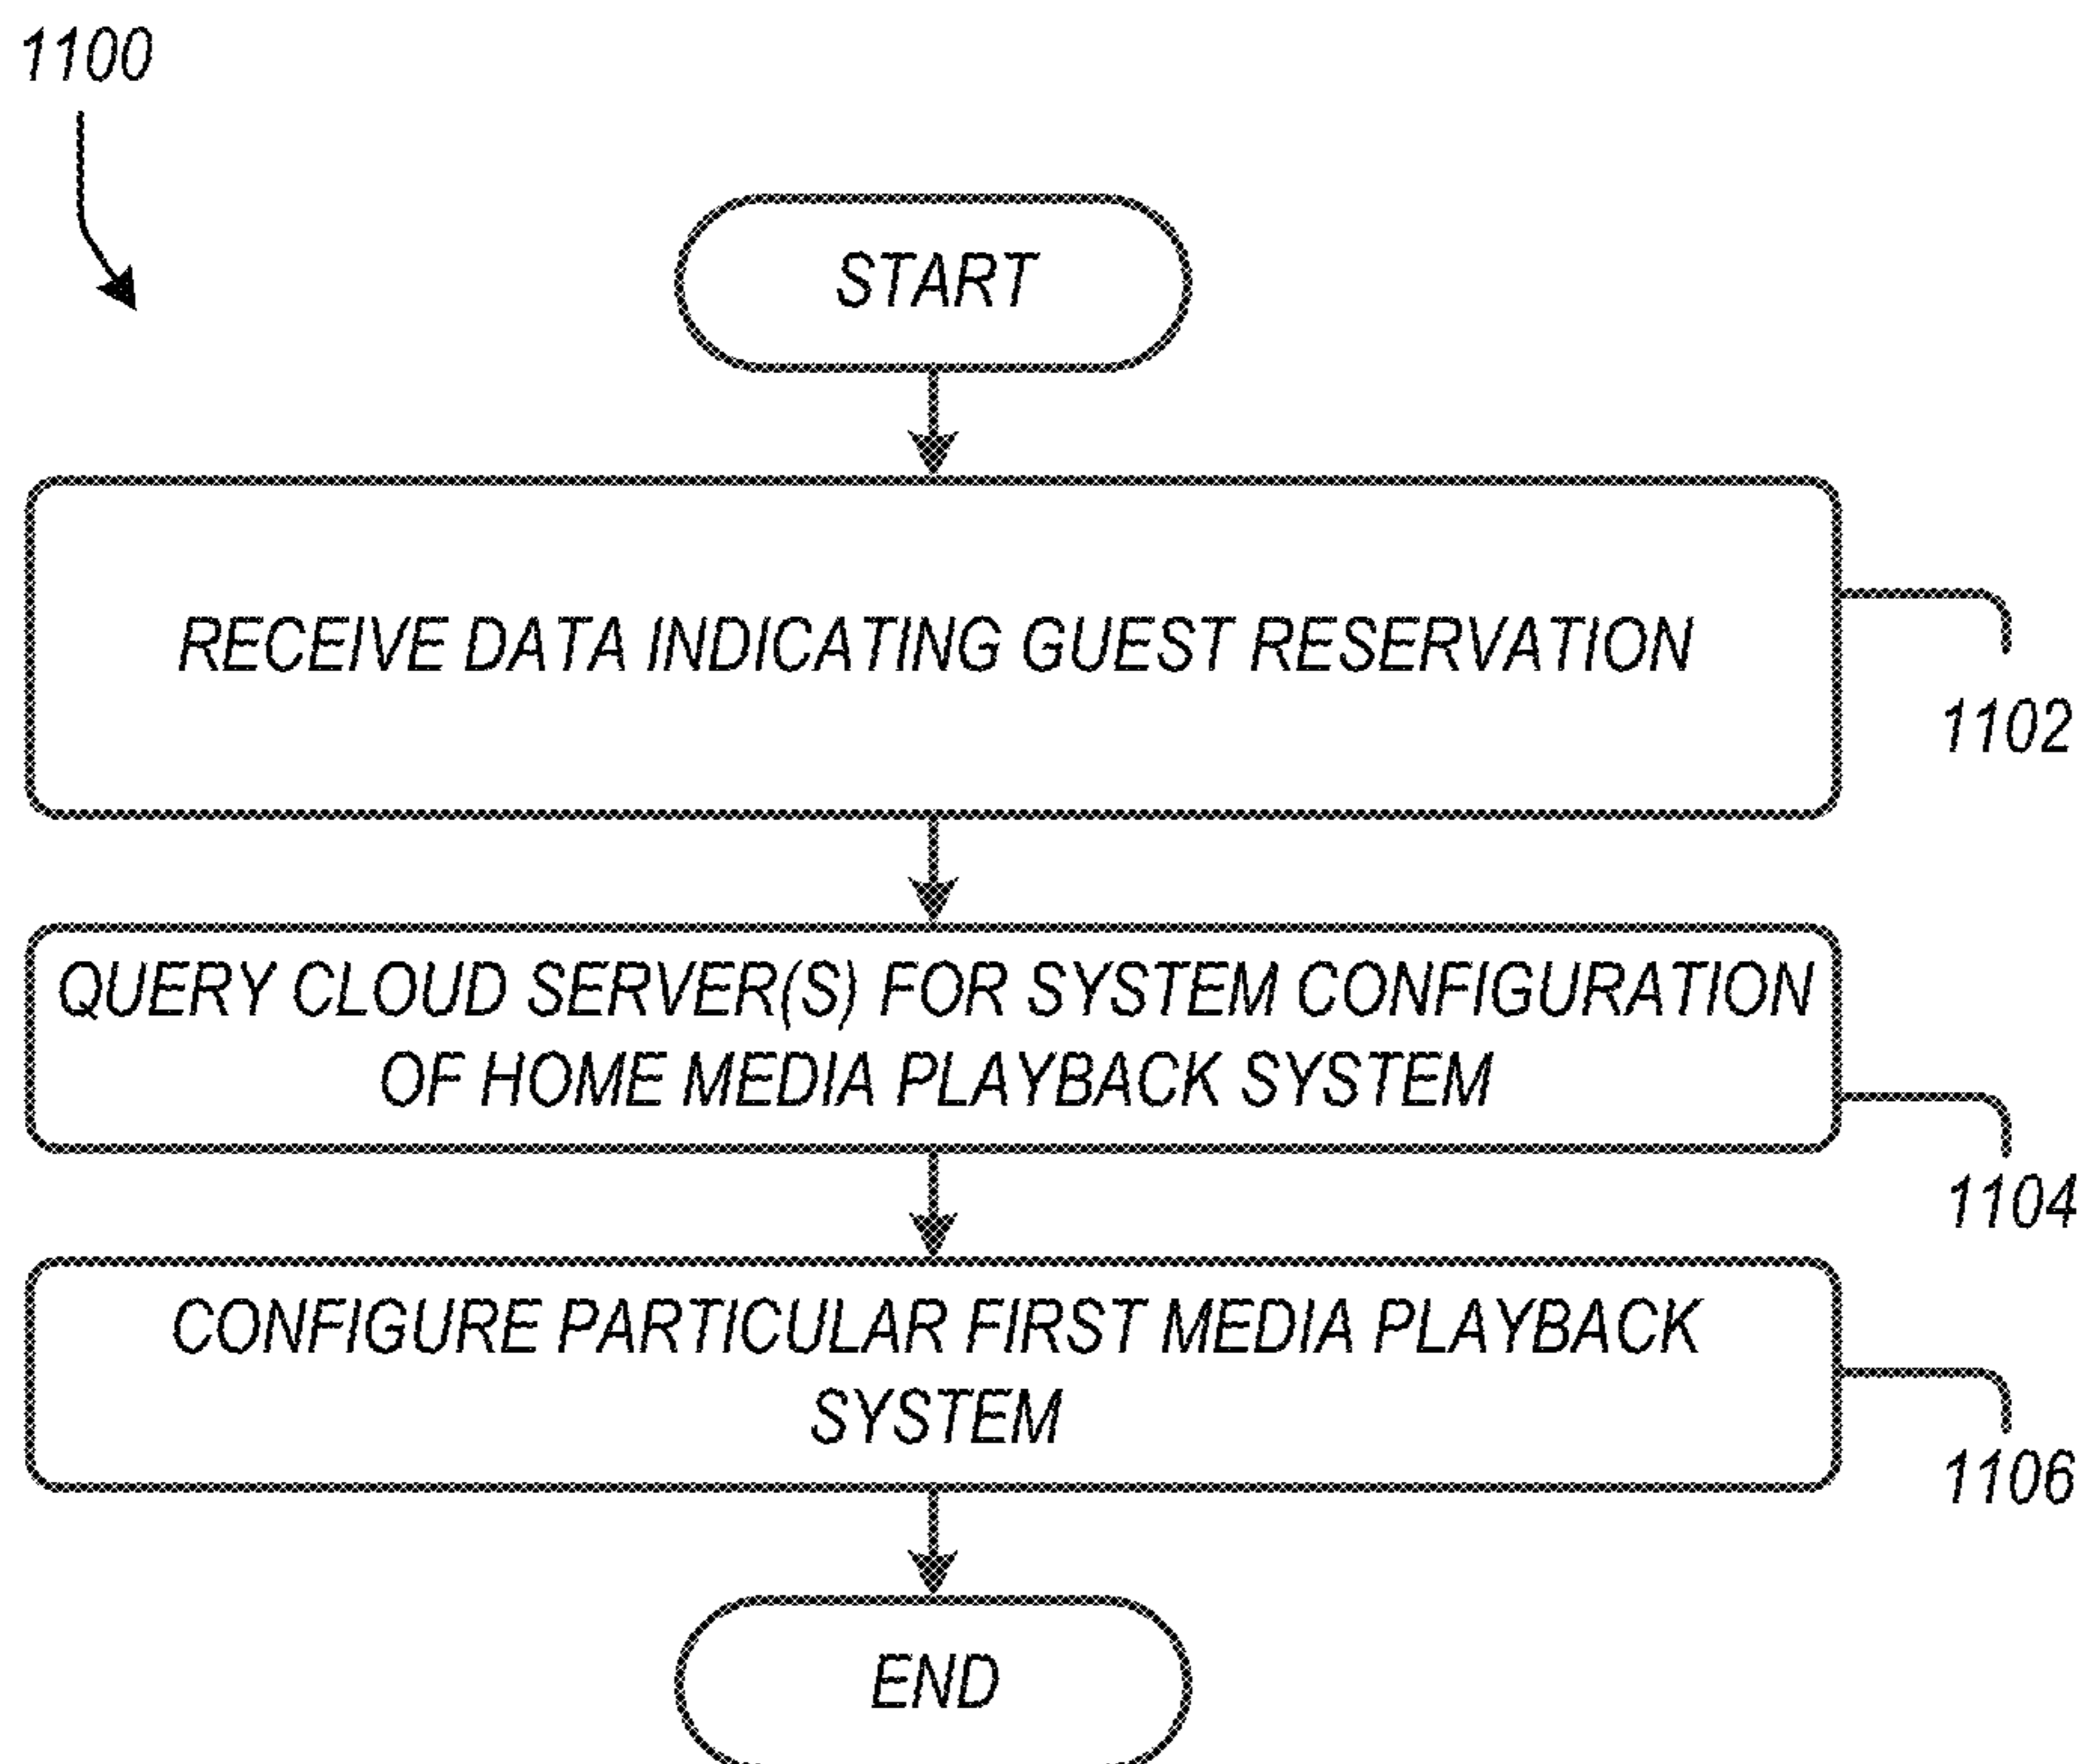 1100
START
RECEIVE DATA INDICATING GUEST RESERVATION
1102
QUERY CLOUD SERVER(S) FOR SYSTEM CONFIGURATION
OF HOME MEDIA PLAYBACK SYSTEM
1104
CONFIGURE PARTICULAR FIRST MEDIA PLAYBACK
SYSTEM
1106
END